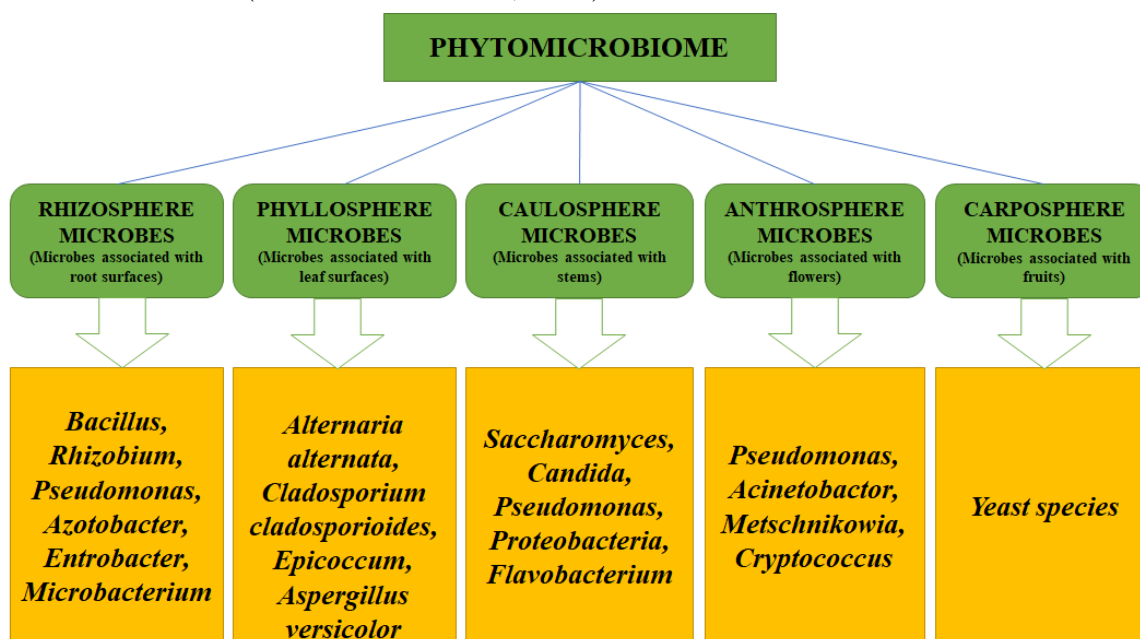 PHYTOMICROBIOME
RHIZOSPHERE
MICROBES
(Microbes associated with
root surfaces)
PHYLLOSPHERE
MICROBES
(Microbes associated with
leaf surfaces)
CAULOSPHERE
MICROBES
(Microbes associated with
stems)
ANTHROSPHERE
MICROBES
(Microbes associated with
flowers)
CARPOSPHERE
MICROBES
(Microbes associated with
fruits)
Bacillus,
Rhizobium,
Pseudomonas,
Azotobacter,
Entrobacter,
Microbacterium
Alternaria
alternata,
Cladosporium
cladosporioides,
Epicoccum,
Aspergillus
versicolor
Saccharomyces,
Candida,
Pseudomonas,
Proteobacteria,
Flavobacterium
Pseudomonas,
Acinetobactor,
Metschnikowia,
Cryptococcus
Yeast species